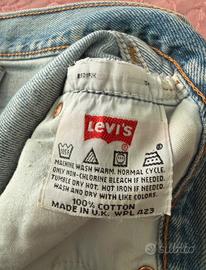 LEVI'S
MACHINE WASH WARM. NORMAL CYCLE.
ONLY NON-CHLORINE BLEACH IF NEEDED.
TUMBLE DRY HOT. HOT IRON IF NEEDED.
WASH AND DRY WITH LIKE COLORS.
100% COTTON
MADE IN U.K. WPL 423
subito